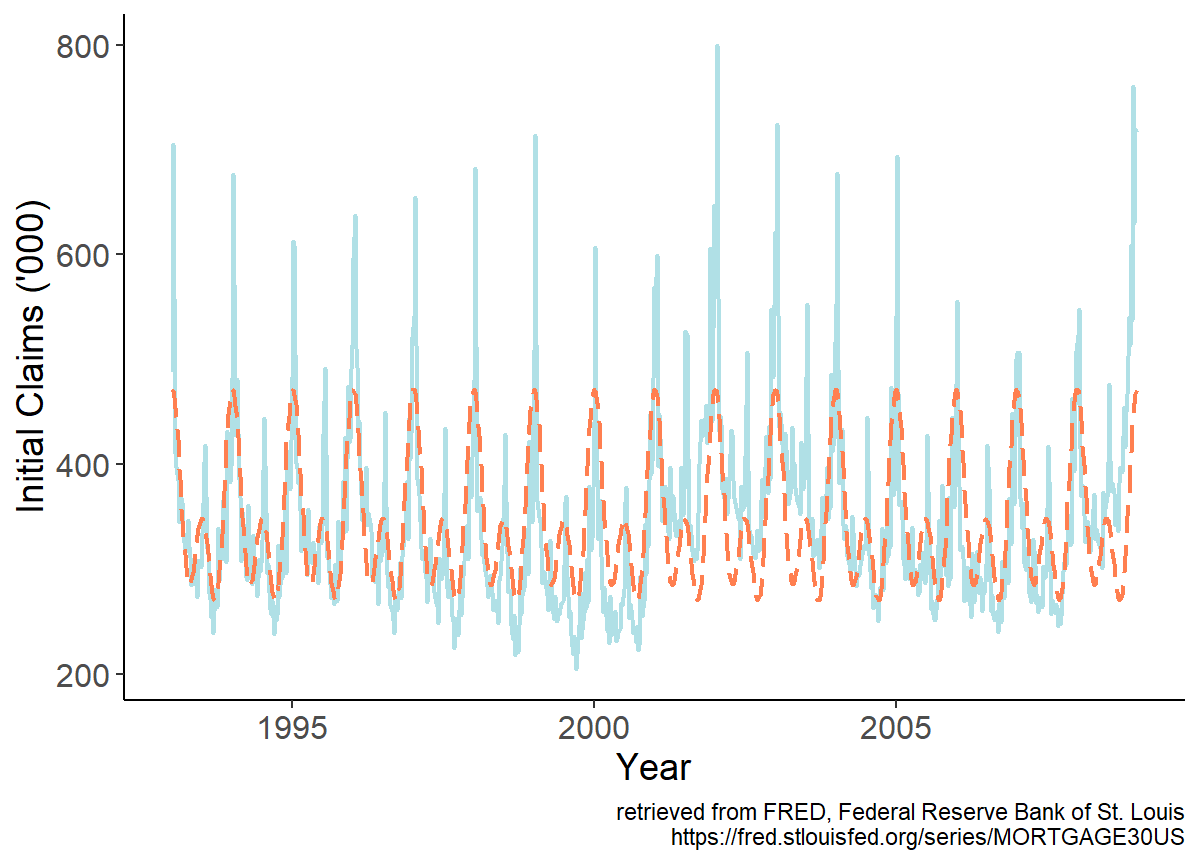 Initial Claims ('000)
800
600
400
200
1995 2000 2005
Year
retrieved from FRED, Federal Reserve Bank of St. Louis
https://fred.stlouisfed.org/series/MORTGAGE30US